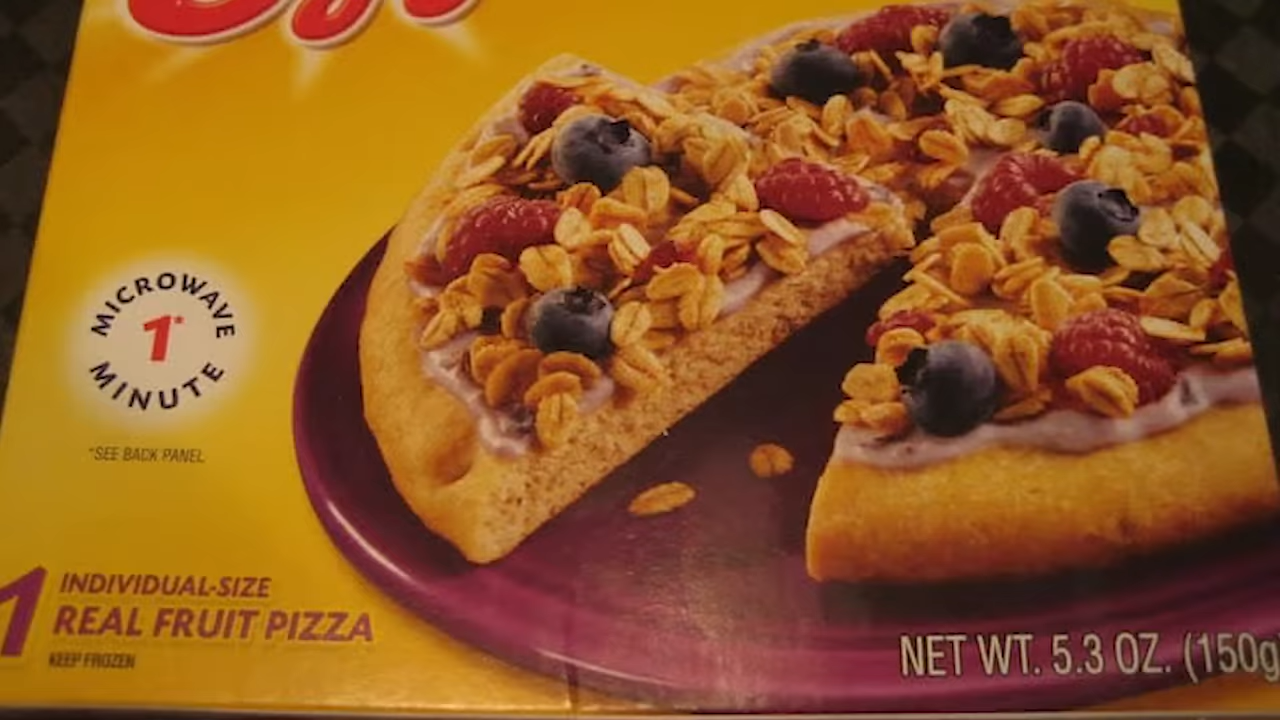 MICROWAVE
1*
MINUTE
*SEE BACK PANEL
1 INDIVIDUAL-SIZE
REAL FRUIT PIZZA
KEEP FROZEN
NET WT. 5.3 OZ. (150g